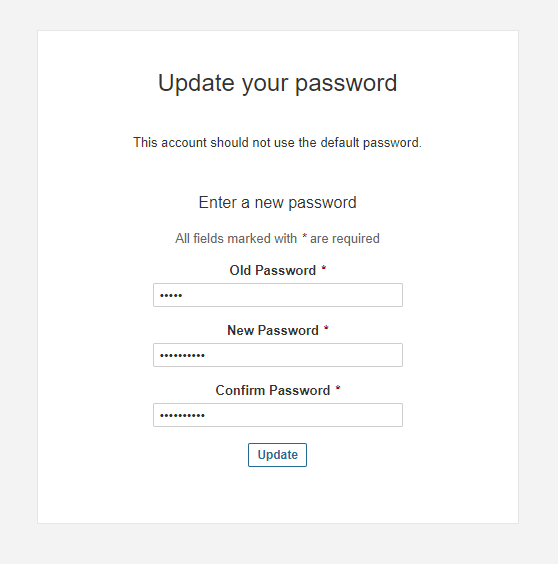 Update your password
This account should not use the default password.
Enter a new password
All fields marked with * are required
Old Password *
•••••
New Password *
••••••••••
Confirm Password *
••••••••••
Update